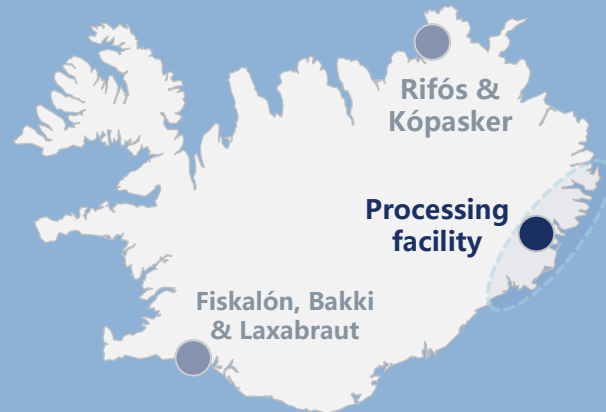 Rifós &
Kópasker
Processing
facility
Fiskalón, Bakki
& Laxabraut